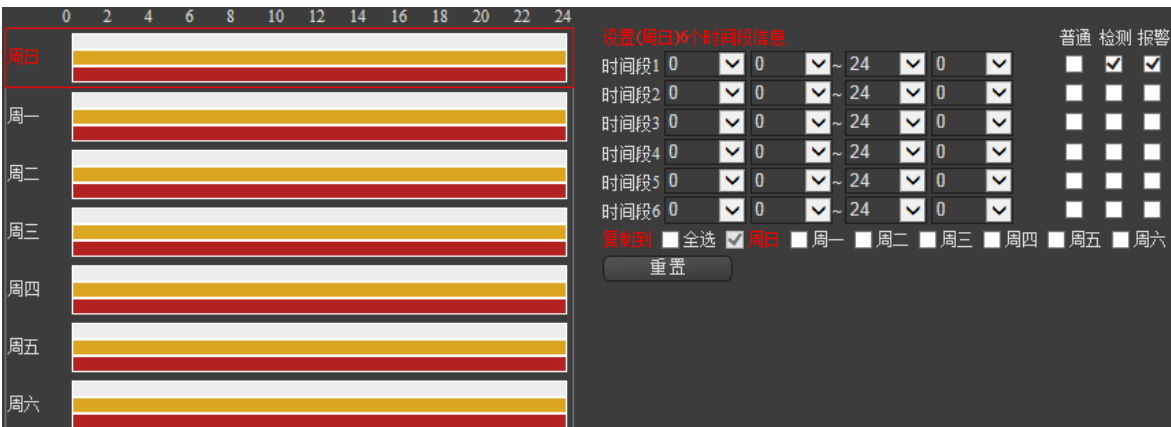 0 2 4 6 8 10 12 14 16 18 20 22 24
周日
周一
周二
周三
周四
周五
周六
设置(周日)6个时间段信息 普通 检测 报警
时间段1 0 0 ~ 24 0
时间段2 0 0 ~ 24 0
时间段3 0 0 ~ 24 0
时间段4 0 0 ~ 24 0
时间段5 0 0 ~ 24 0
时间段6 0 0 ~ 24 0
复制到 全选 周日 周一 周二 周三 周四 周五 周六
重置